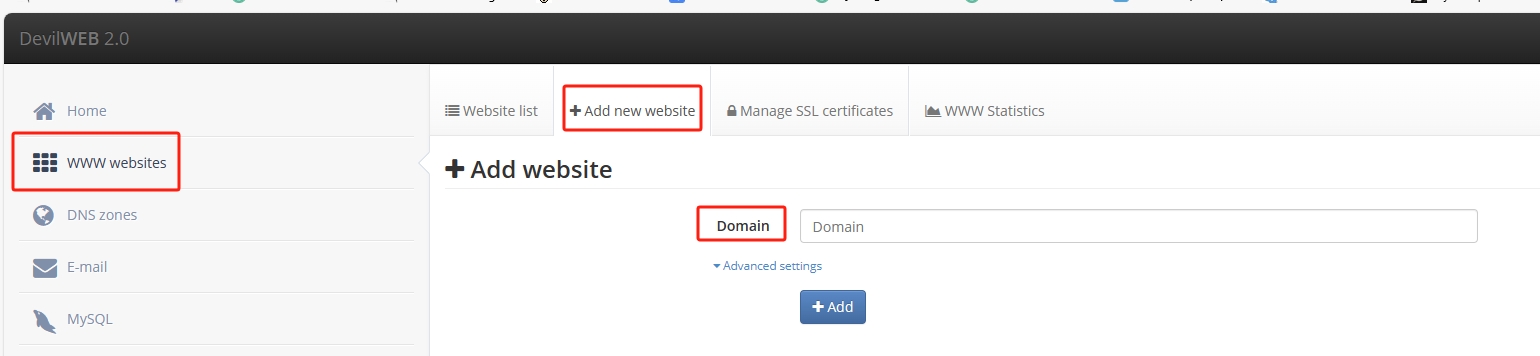 DevilWEB 2.0
Home
WWW websites
DNS zones
E-mail
MySQL
Website list
Add new website
Manage SSL certificates
WWW Statistics
Add website
Domain
Domain
Advanced settings
Add